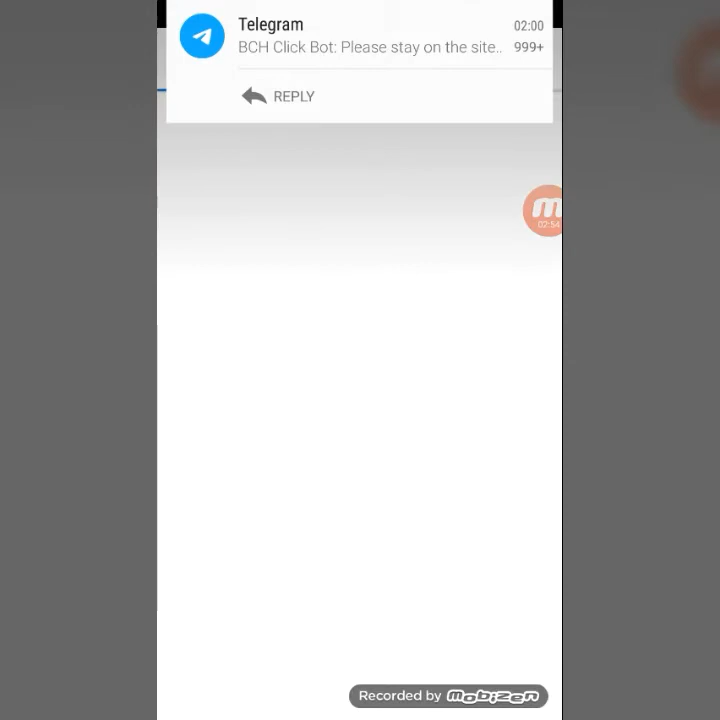 Telegram
02:00
BCH Click Bot: Please stay on the site..
999+
REPLY
02:54
Recorded by Mobizen